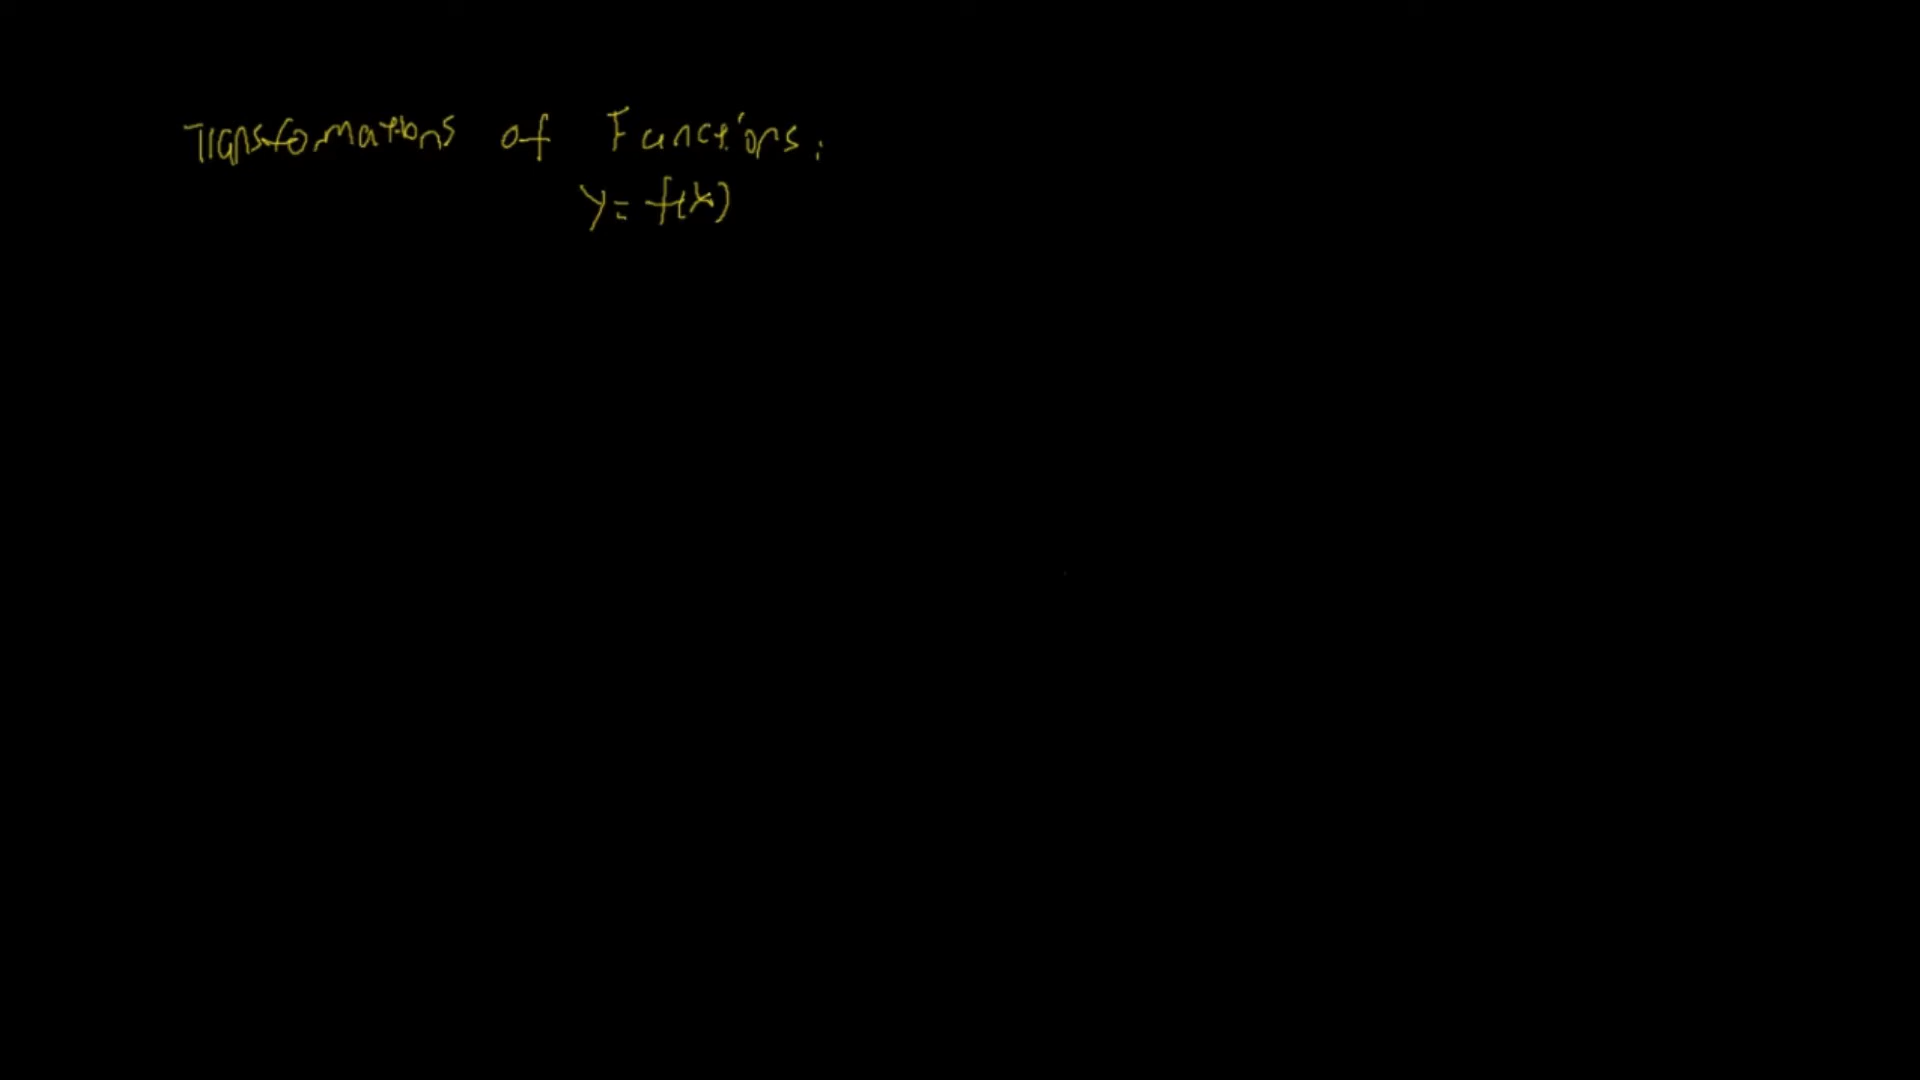 Transformations of Functions:
y = f(x)